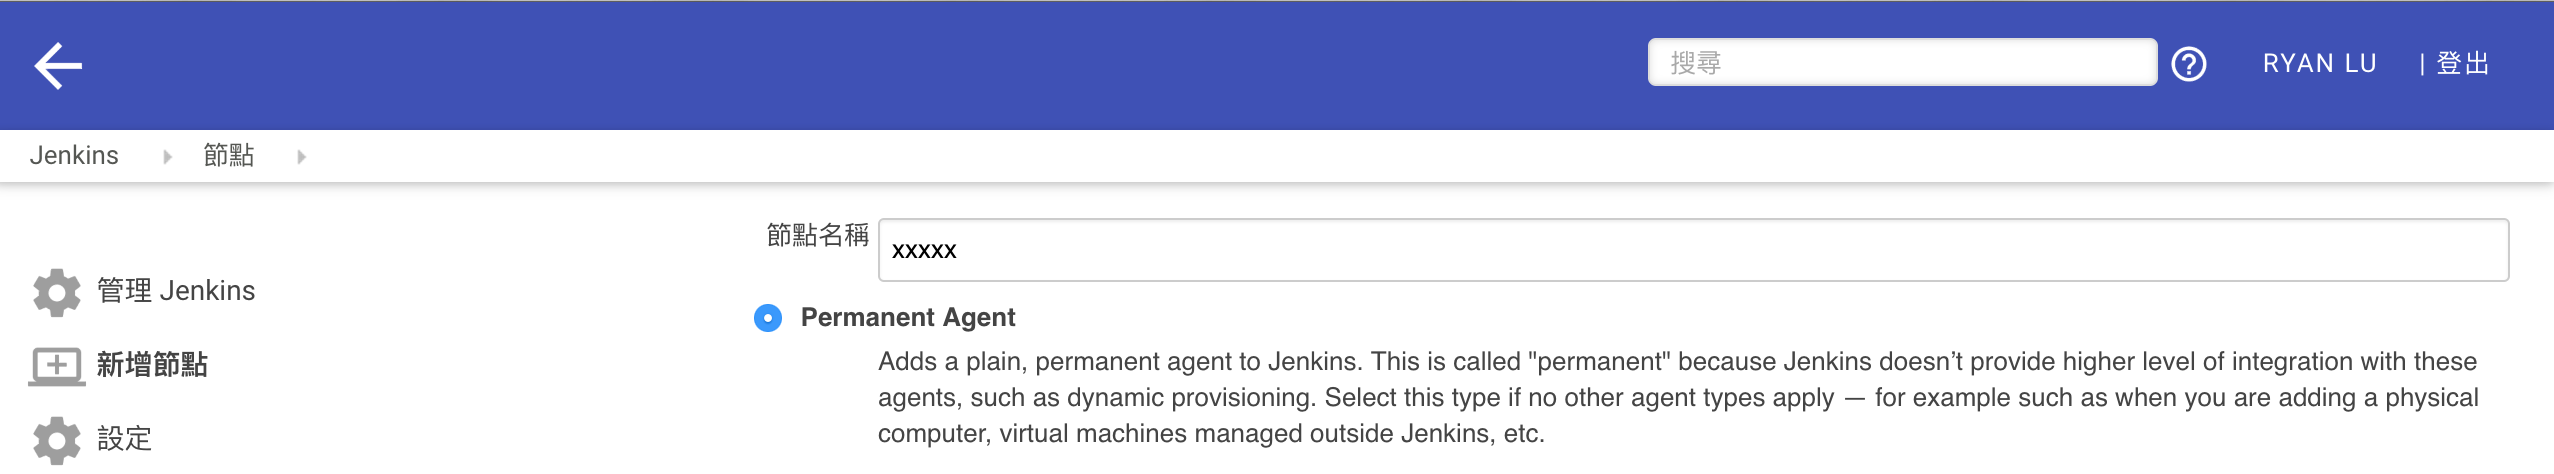 搜尋
RYAN LU
| 登出
Jenkins
節點
節點名稱
xxxxx
管理 Jenkins
新增節點
設定
Permanent Agent
Adds a plain, permanent agent to Jenkins. This is called "permanent" because Jenkins doesn’t provide higher level of integration with these
agents, such as dynamic provisioning. Select this type if no other agent types apply — for example such as when you are adding a physical
computer, virtual machines managed outside Jenkins, etc.